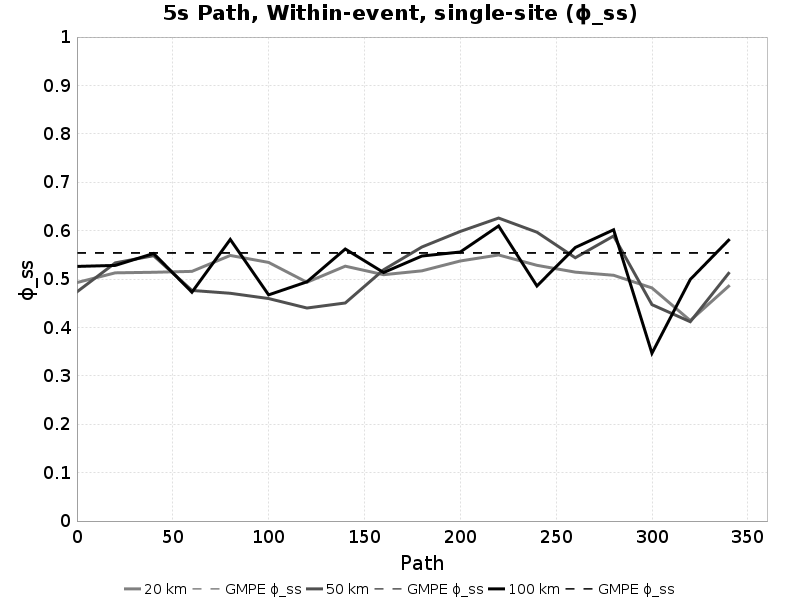 5s Path, Within-event, single-site (ϕ_ss)
1
0.9
0.8
0.7
0.6
0.5
0.4
0.3
0.2
0.1
0
ϕ_ss
0 50 100 150 200 250 300 350
Path
20 km GMPE ϕ_ss 50 km GMPE ϕ_ss 100 km GMPE ϕ_ss